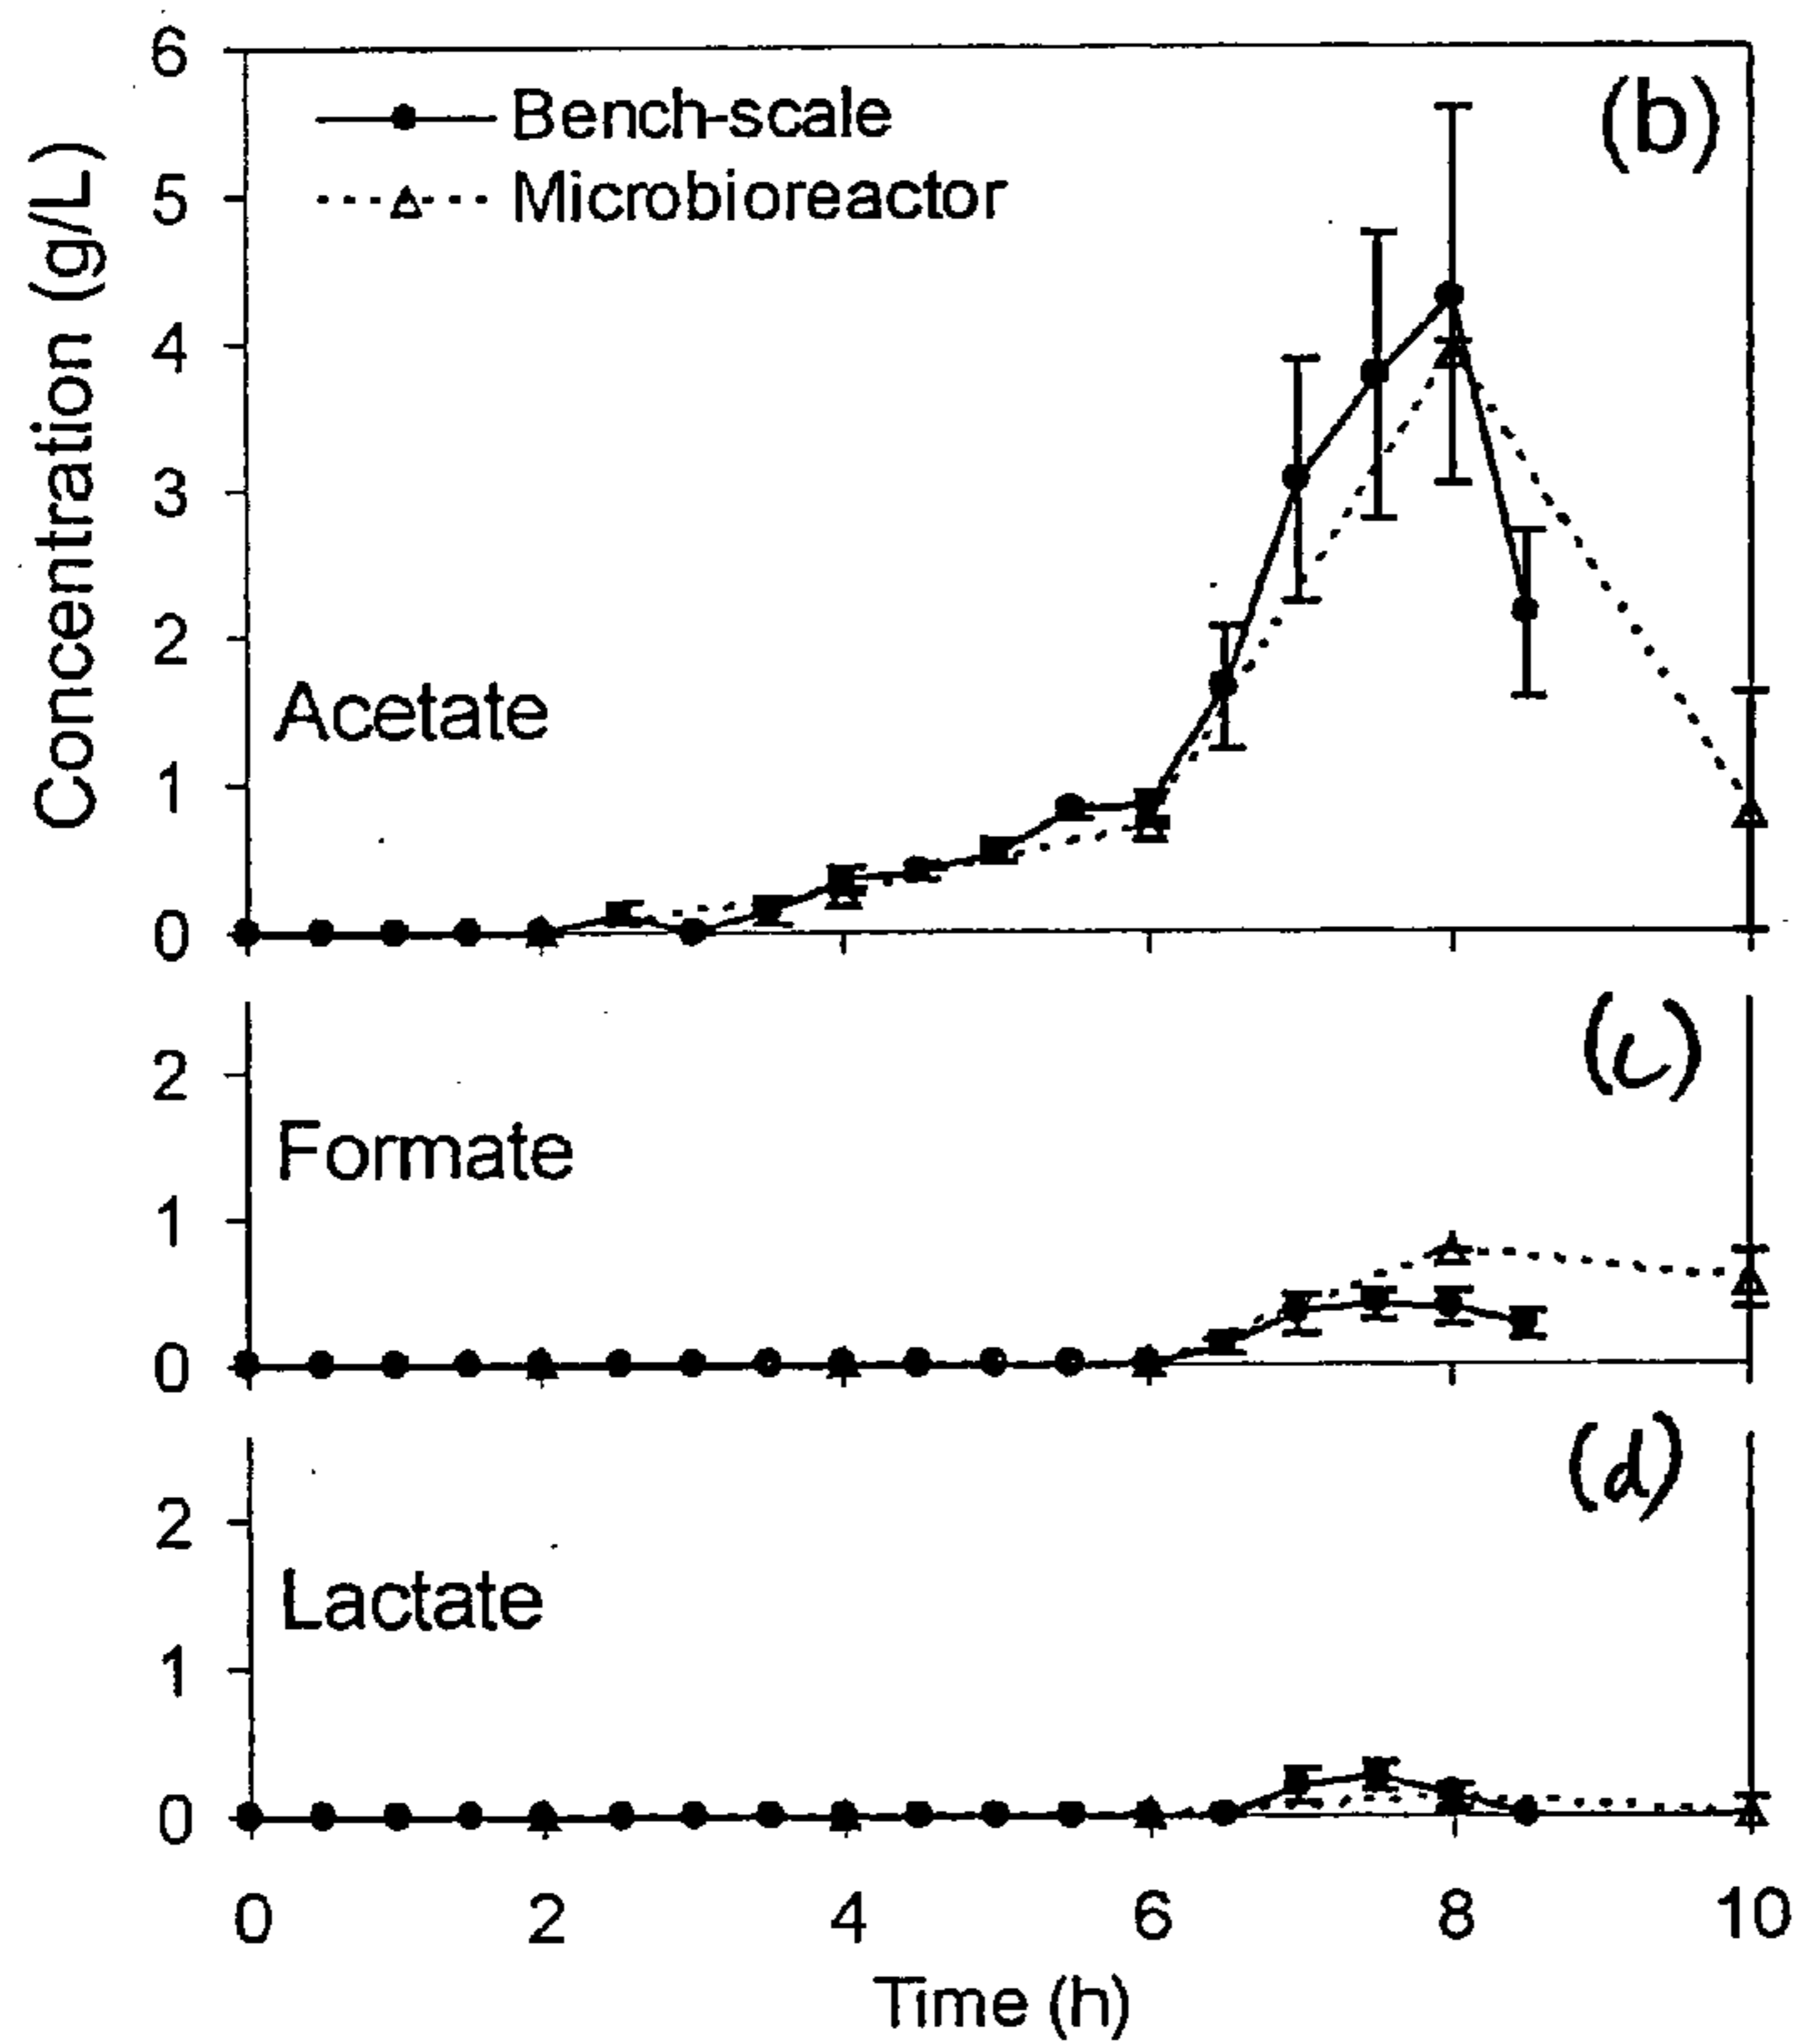 Concentration (g/L)
6
5
4
3
2
1
0
Bench-scale
Microbioreactor
(b)
Acetate
2
1
0
Formate
(c)
2
1
0
Lactate
(d)
0 2 4 6 8 10
Time (h)